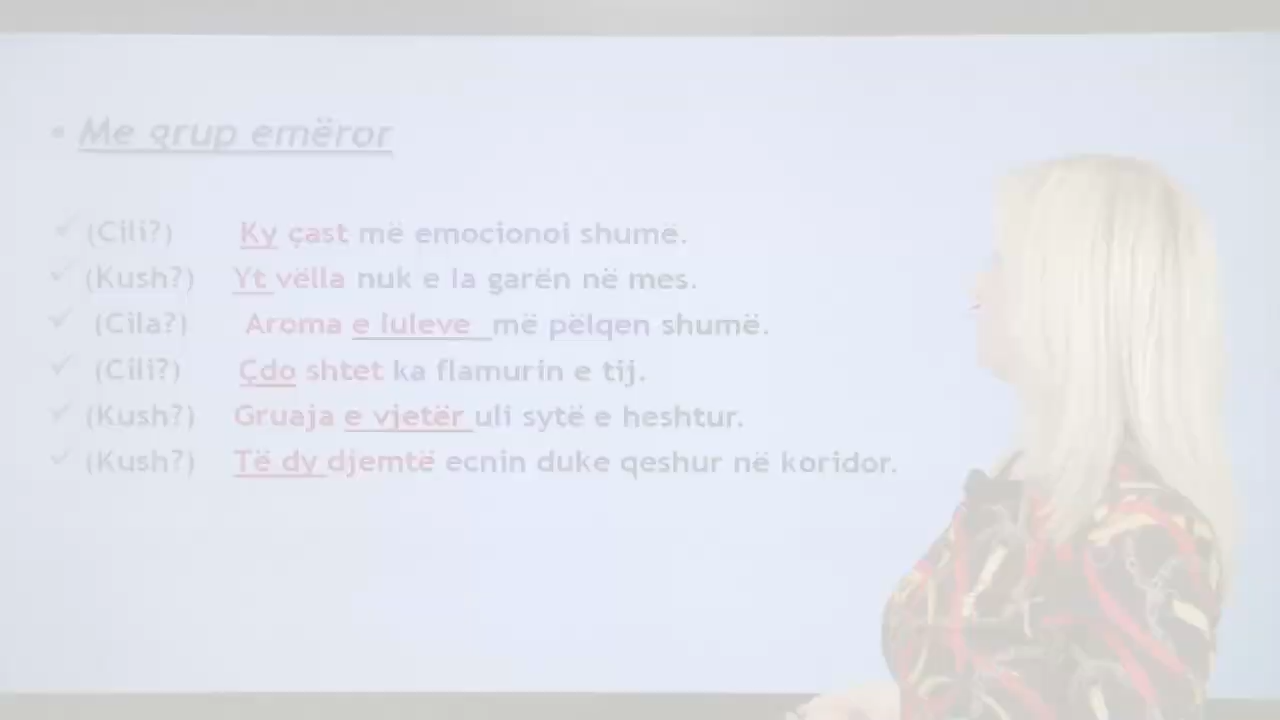 • Me grup emëror
✓ (Cili?) Ky çast më emocionoi shumë.
✓ (Kush?) Yt vëlla nuk e la garën në mes.
✓ (Cila?) Aroma e luleve më pëlqen shumë.
✓ (Cili?) Çdo shtet ka flamurin e tij.
✓ (Kush?) Gruaja e vjetër uli sytë e heshtur.
✓ (Kush?) Të dy djemtë ecnin duke qeshur në koridor.